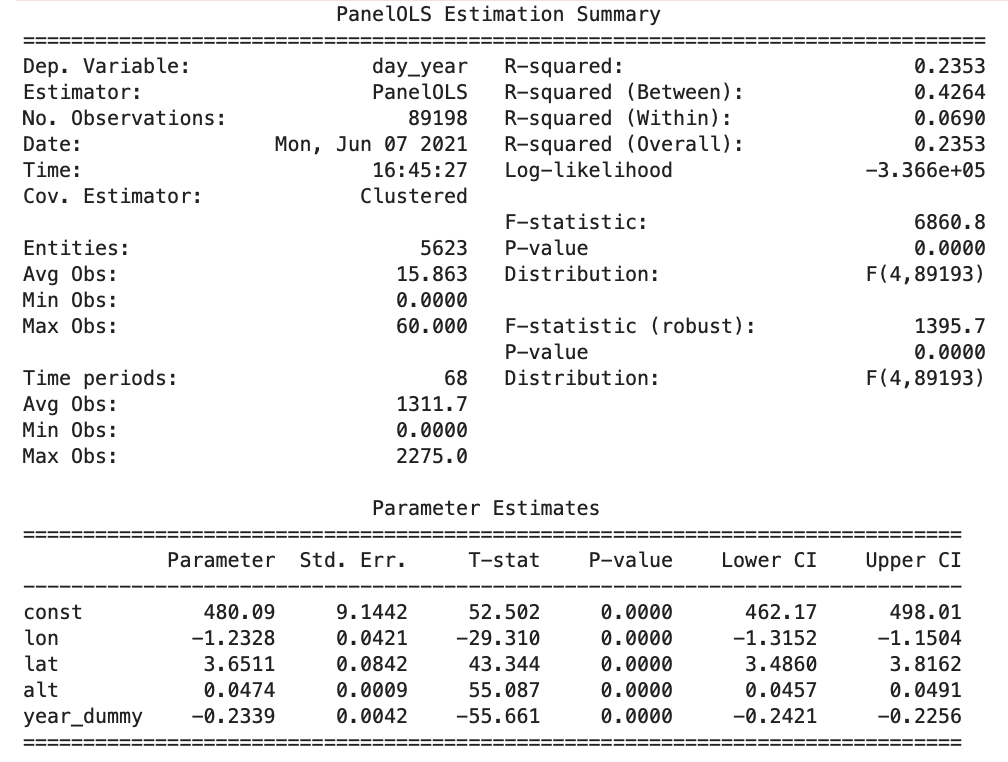 PanelOLS Estimation Summary
Dep. Variable: day_year R-squared: 0.2353
Estimator: PanelOLS R-squared (Between): 0.4264
No. Observations: 89198 R-squared (Within): 0.0690
Date: Mon, Jun 07 2021 R-squared (Overall): 0.2353
Time: 16:45:27 Log-likelihood -3.366e+05
Cov. Estimator: Clustered
F-statistic: 6860.8
Entities: 5623 P-value 0.0000
Avg Obs: 15.863 Distribution: F(4,89193)
Min Obs: 0.0000
Max Obs: 60.000 F-statistic (robust): 1395.7
P-value 0.0000
Time periods: 68 Distribution: F(4,89193)
Avg Obs: 1311.7
Min Obs: 0.0000
Max Obs: 2275.0
Parameter Estimates
Parameter Std. Err. T-stat P-value Lower CI Upper CI
const 480.09 9.1442 52.502 0.0000 462.17 498.01
lon -1.2328 0.0421 -29.310 0.0000 -1.3152 -1.1504
lat 3.6511 0.0842 43.344 0.0000 3.4860 3.8162
alt 0.0474 0.0009 55.087 0.0000 0.0457 0.0491
year_dummy -0.2339 0.0042 -55.661 0.0000 -0.2421 -0.2256